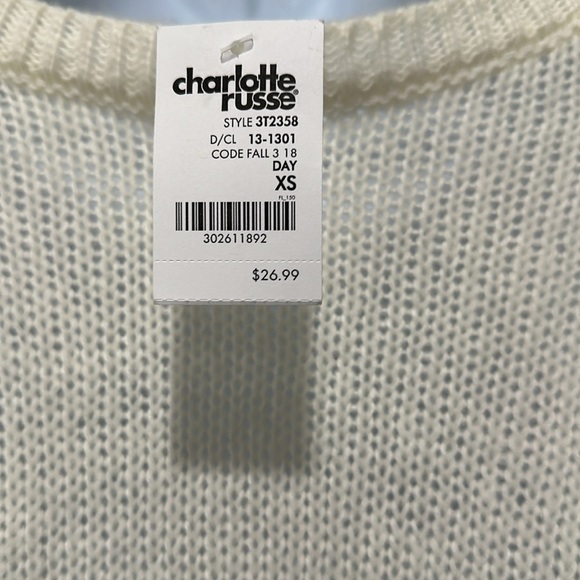 charlotte
russe®
STYLE 3T2358
D/CL 13-1301
CODE FALL 3 18
DAY
XS
FL_150
302611892
$26.99